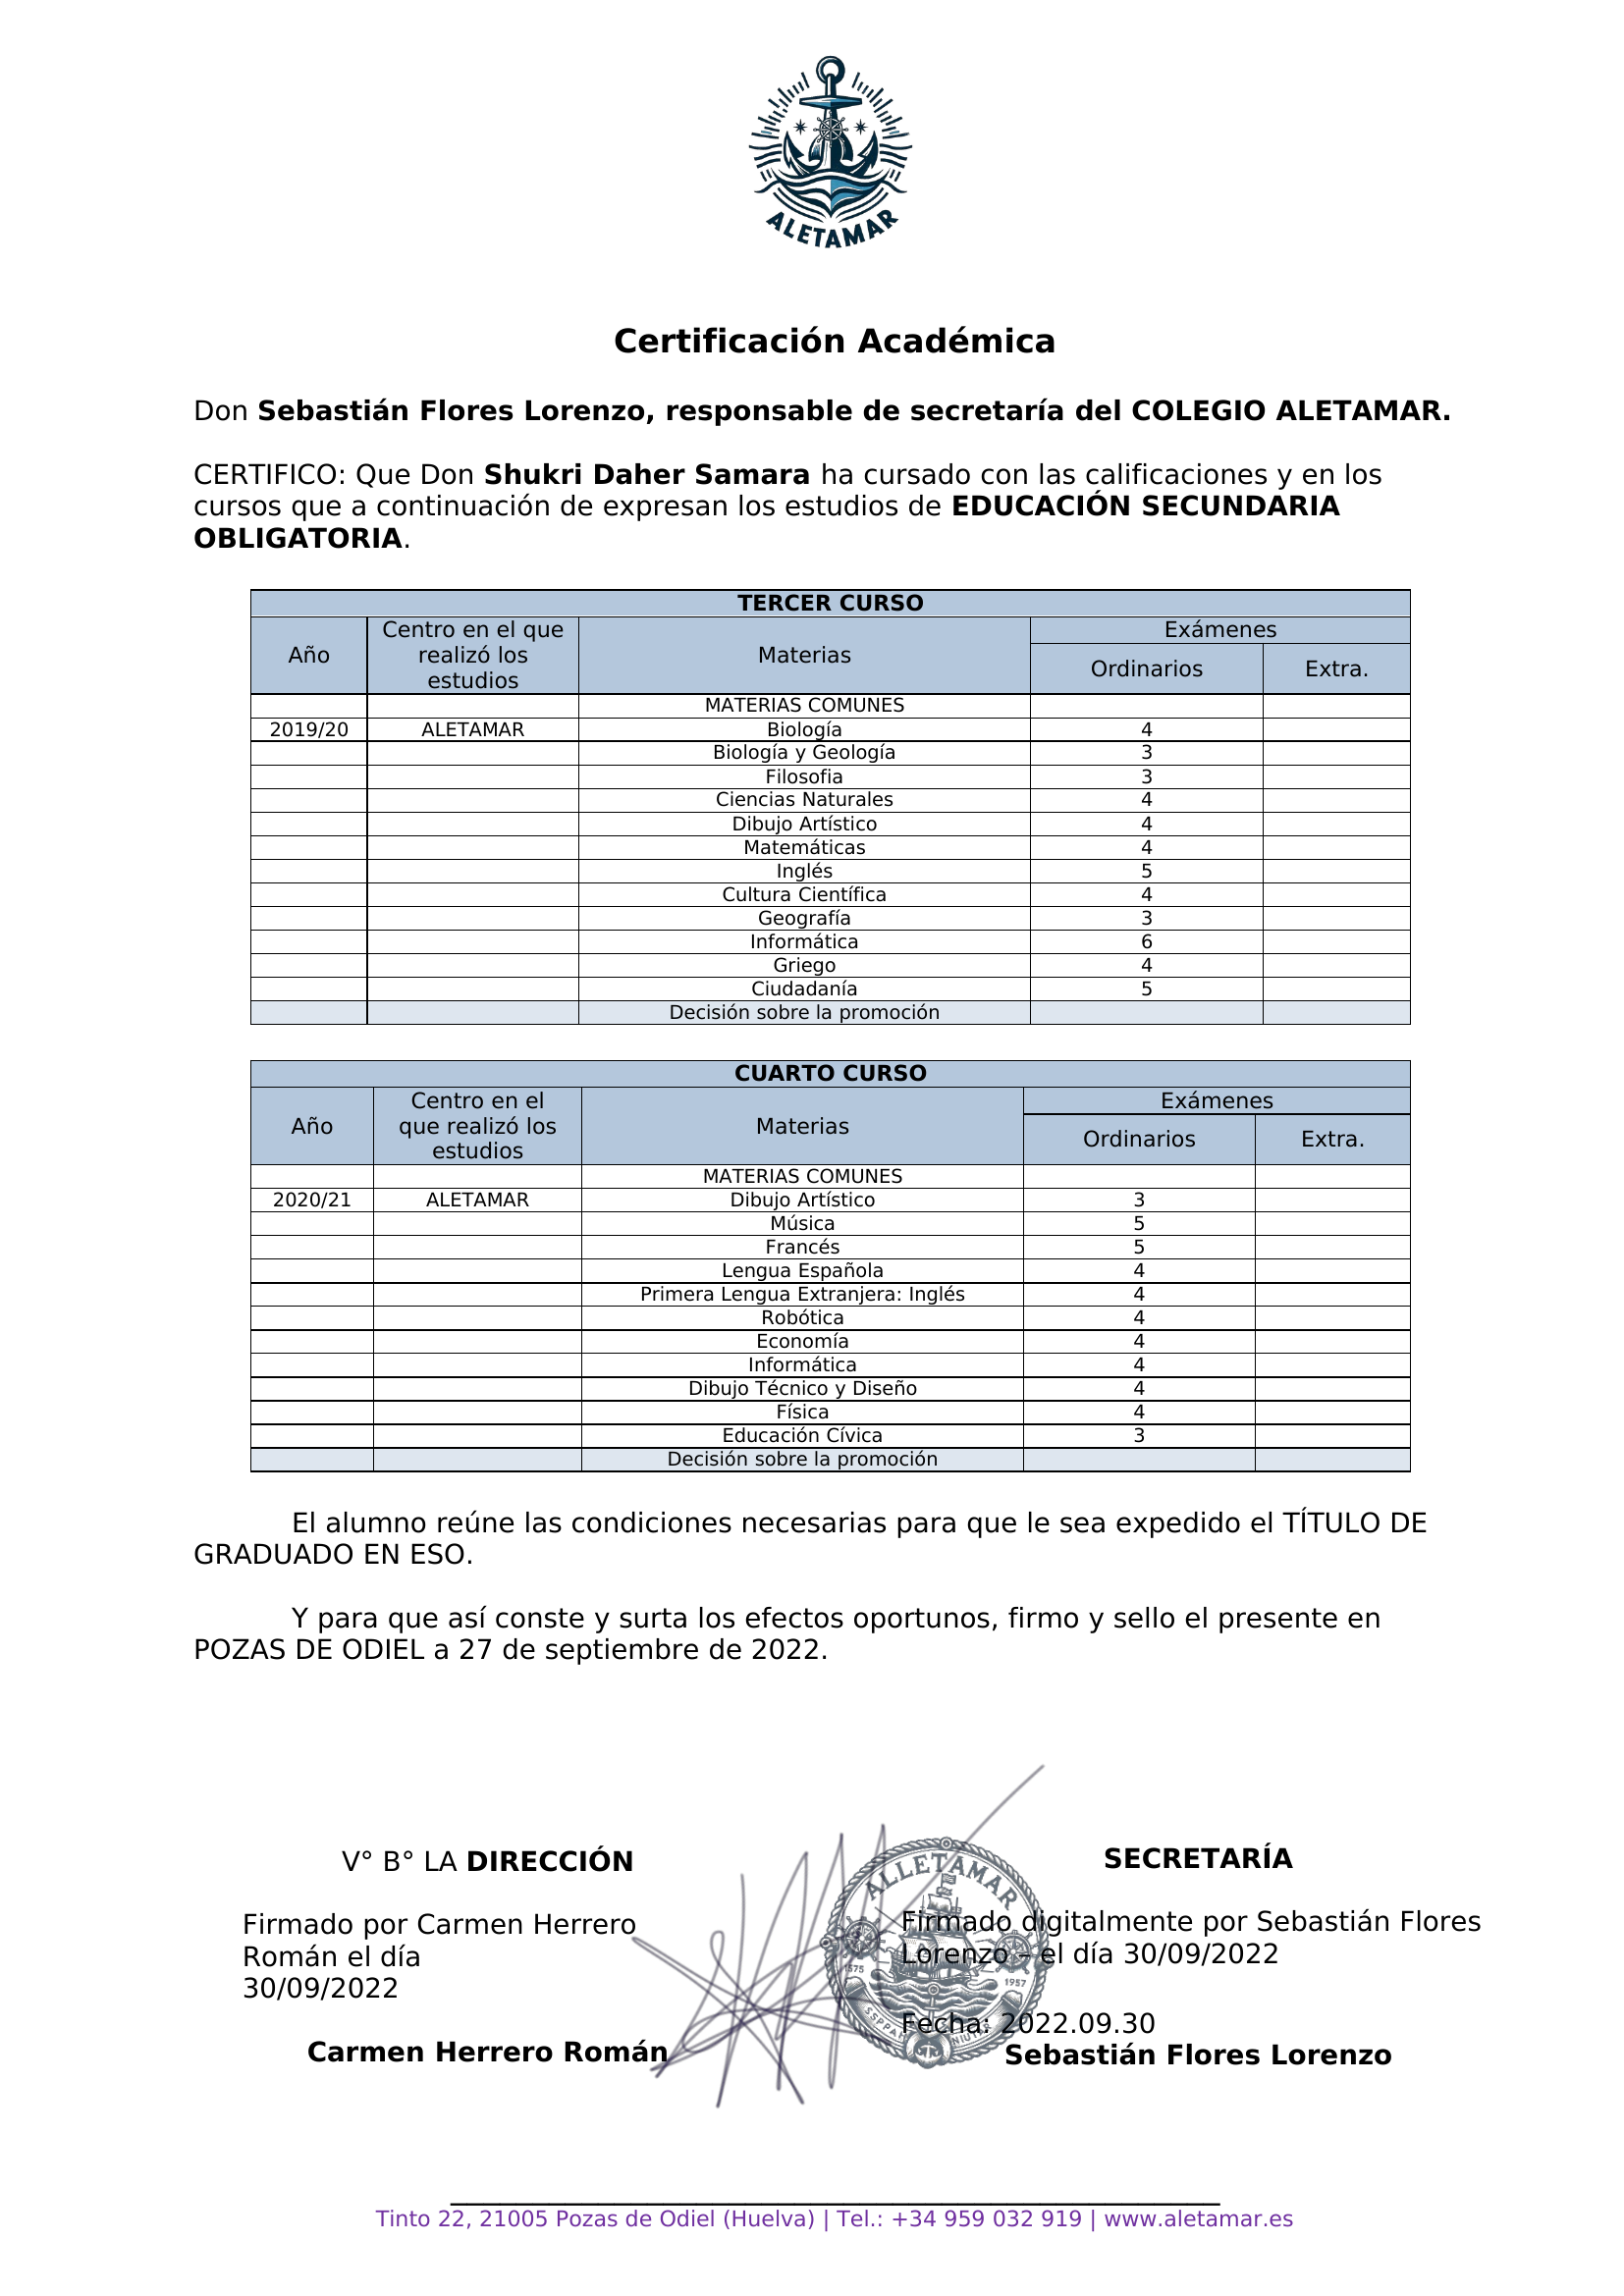 ALETAMAR
Certificación Académica
Don Sebastián Flores Lorenzo, responsable de secretaría del COLEGIO ALETAMAR.
CERTIFICO: Que Don Shukri Daher Samara ha cursado con las calificaciones y en los
cursos que a continuación de expresan los estudios de EDUCACIÓN SECUNDARIA
OBLIGATORIA.
TERCER CURSO
Año Centro en el que realizó los estudios Materias Exámenes
Ordinarios Extra.
MATERIAS COMUNES
2019/20 ALETAMAR Biología 4
Biología y Geología 3
Filosofia 3
Ciencias Naturales 4
Dibujo Artístico 4
Matemáticas 4
Inglés 5
Cultura Científica 4
Geografía 3
Informática 6
Griego 4
Ciudadanía 5
Decisión sobre la promoción
CUARTO CURSO
Año Centro en el que realizó los estudios Materias Exámenes
Ordinarios Extra.
MATERIAS COMUNES
2020/21 ALETAMAR Dibujo Artístico 3
Música 5
Francés 5
Lengua Española 4
Primera Lengua Extranjera: Inglés 4
Robótica 4
Economía 4
Informática 4
Dibujo Técnico y Diseño 4
Física 4
Educación Cívica 3
Decisión sobre la promoción
El alumno reúne las condiciones necesarias para que le sea expedido el TÍTULO DE
GRADUADO EN ESO.
Y para que así conste y surta los efectos oportunos, firmo y sello el presente en
POZAS DE ODIEL a 27 de septiembre de 2022.
V° B° LA DIRECCIÓN
Firmado por Carmen Herrero
Román el día
30/09/2022
Carmen Herrero Román
ALLETAMAR
1575 1957
SECRETARÍA
Firmado digitalmente por Sebastián Flores
Lorenzo – el día 30/09/2022
Fecha: 2022.09.30
Sebastián Flores Lorenzo
Tinto 22, 21005 Pozas de Odiel (Huelva) | Tel.: +34 959 032 919 | www.aletamar.es